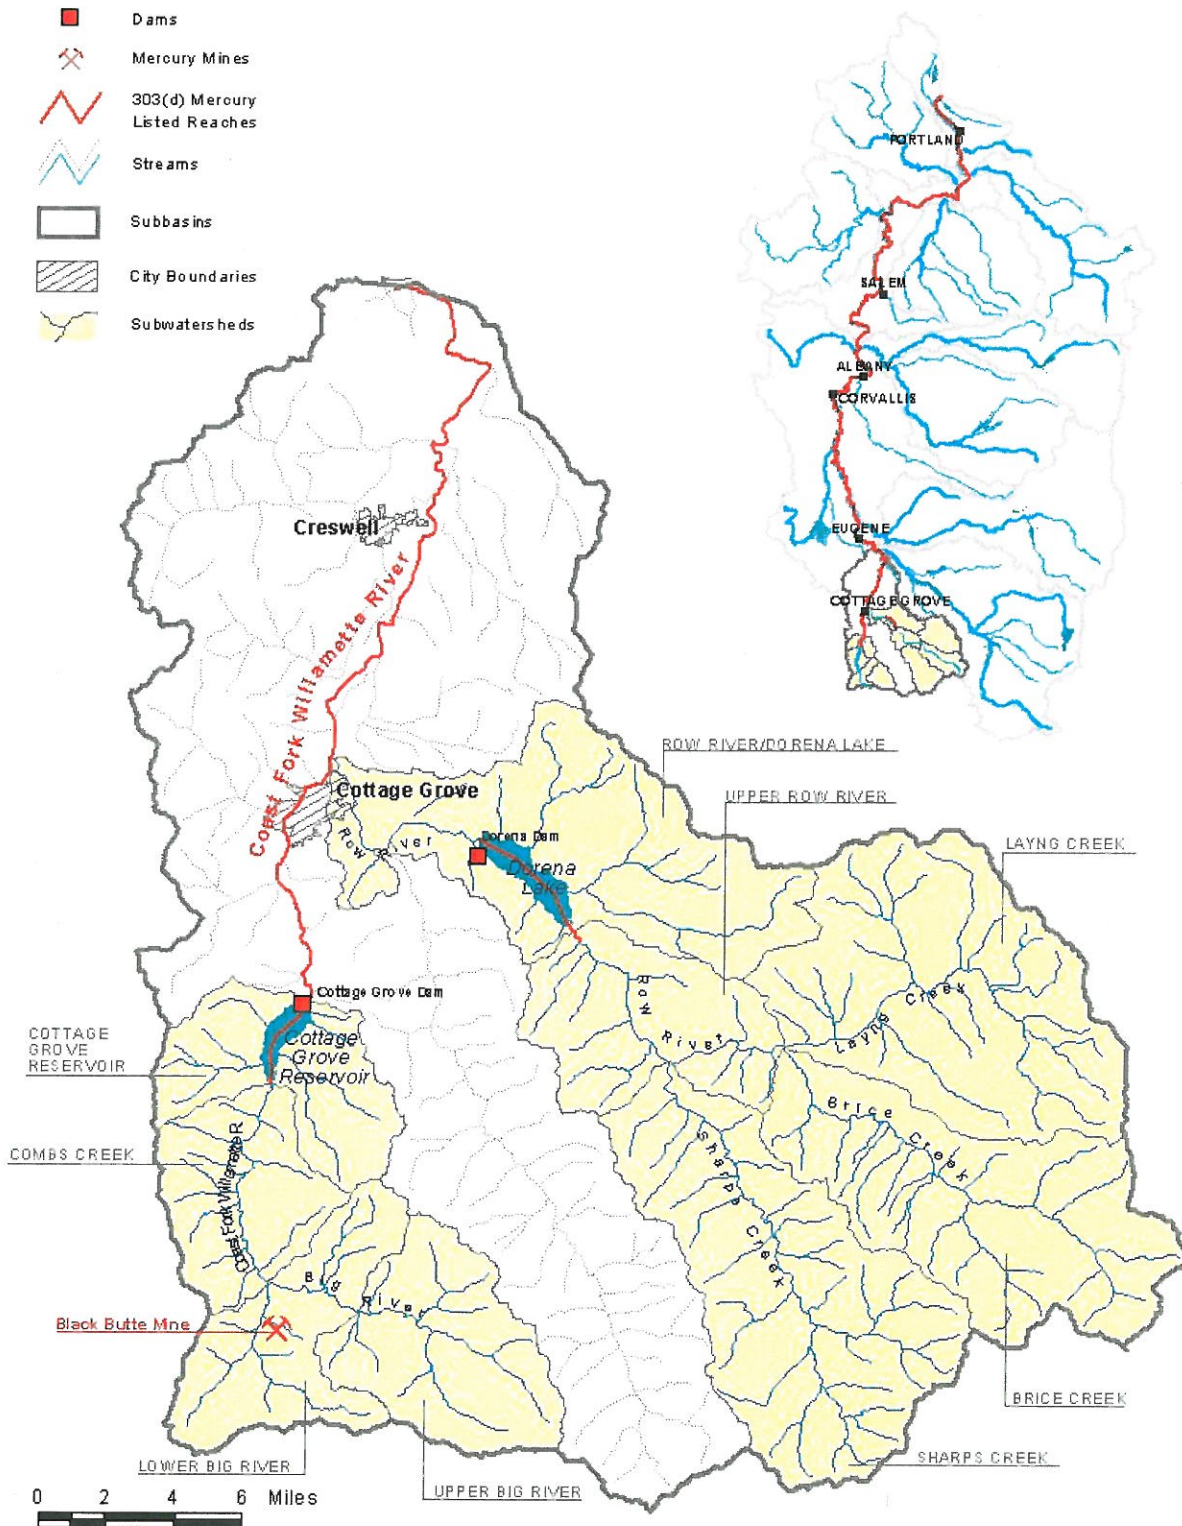 Dams
Mercury Mines
303(d) Mercury
Listed Reaches
Streams
Subbasins
City Boundaries
Subwatersheds
PORTLAND
SALEM
ALBANY
CORVALLIS
EUGENE
COTTAGE GROVE
Creswell
Coast Fork Willamette River
Cottage Grove
Row River
Dorena Dam
Dorena
Lake
ROW RIVER/DORENA LAKE
UPPER ROW RIVER
LAYNG CREEK
Cottage Grove Dam
Cottage
Grove
Reservoir
COTTAGE
GROVE
RESERVOIR
Row River
Layng Creek
Brice Creek
Sharps Creek
COMBS CREEK
Coast Fork Willamette R
Big River
Black Butte Mine
BRICE CREEK
SHARPS CREEK
LOWER BIG RIVER
UPPER BIG RIVER
0 2 4 6 Miles